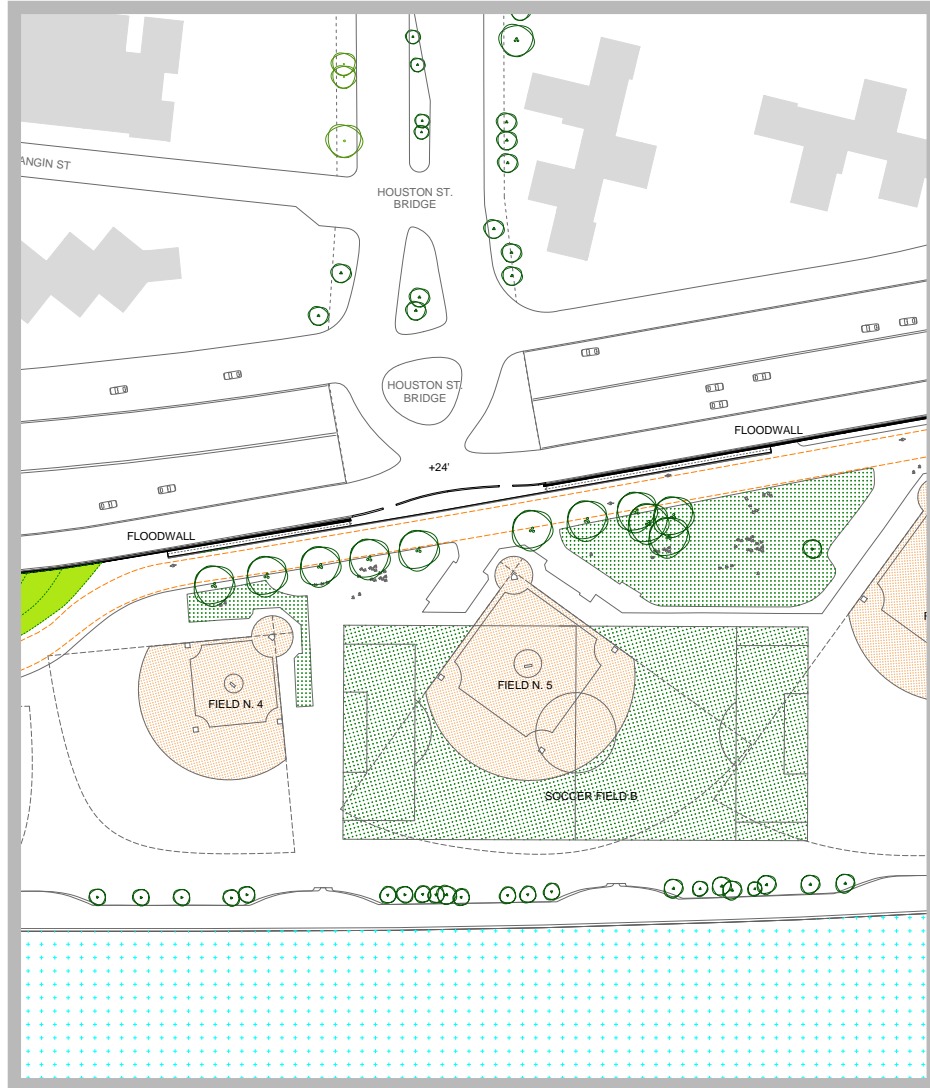 ANGIN ST
HOUSTON ST.
BRIDGE
HOUSTON ST.
BRIDGE
FLOODWALL
+24'
FLOODWALL
F
FIELD N. 5
FIELD N. 4
SOCCER FIELD B